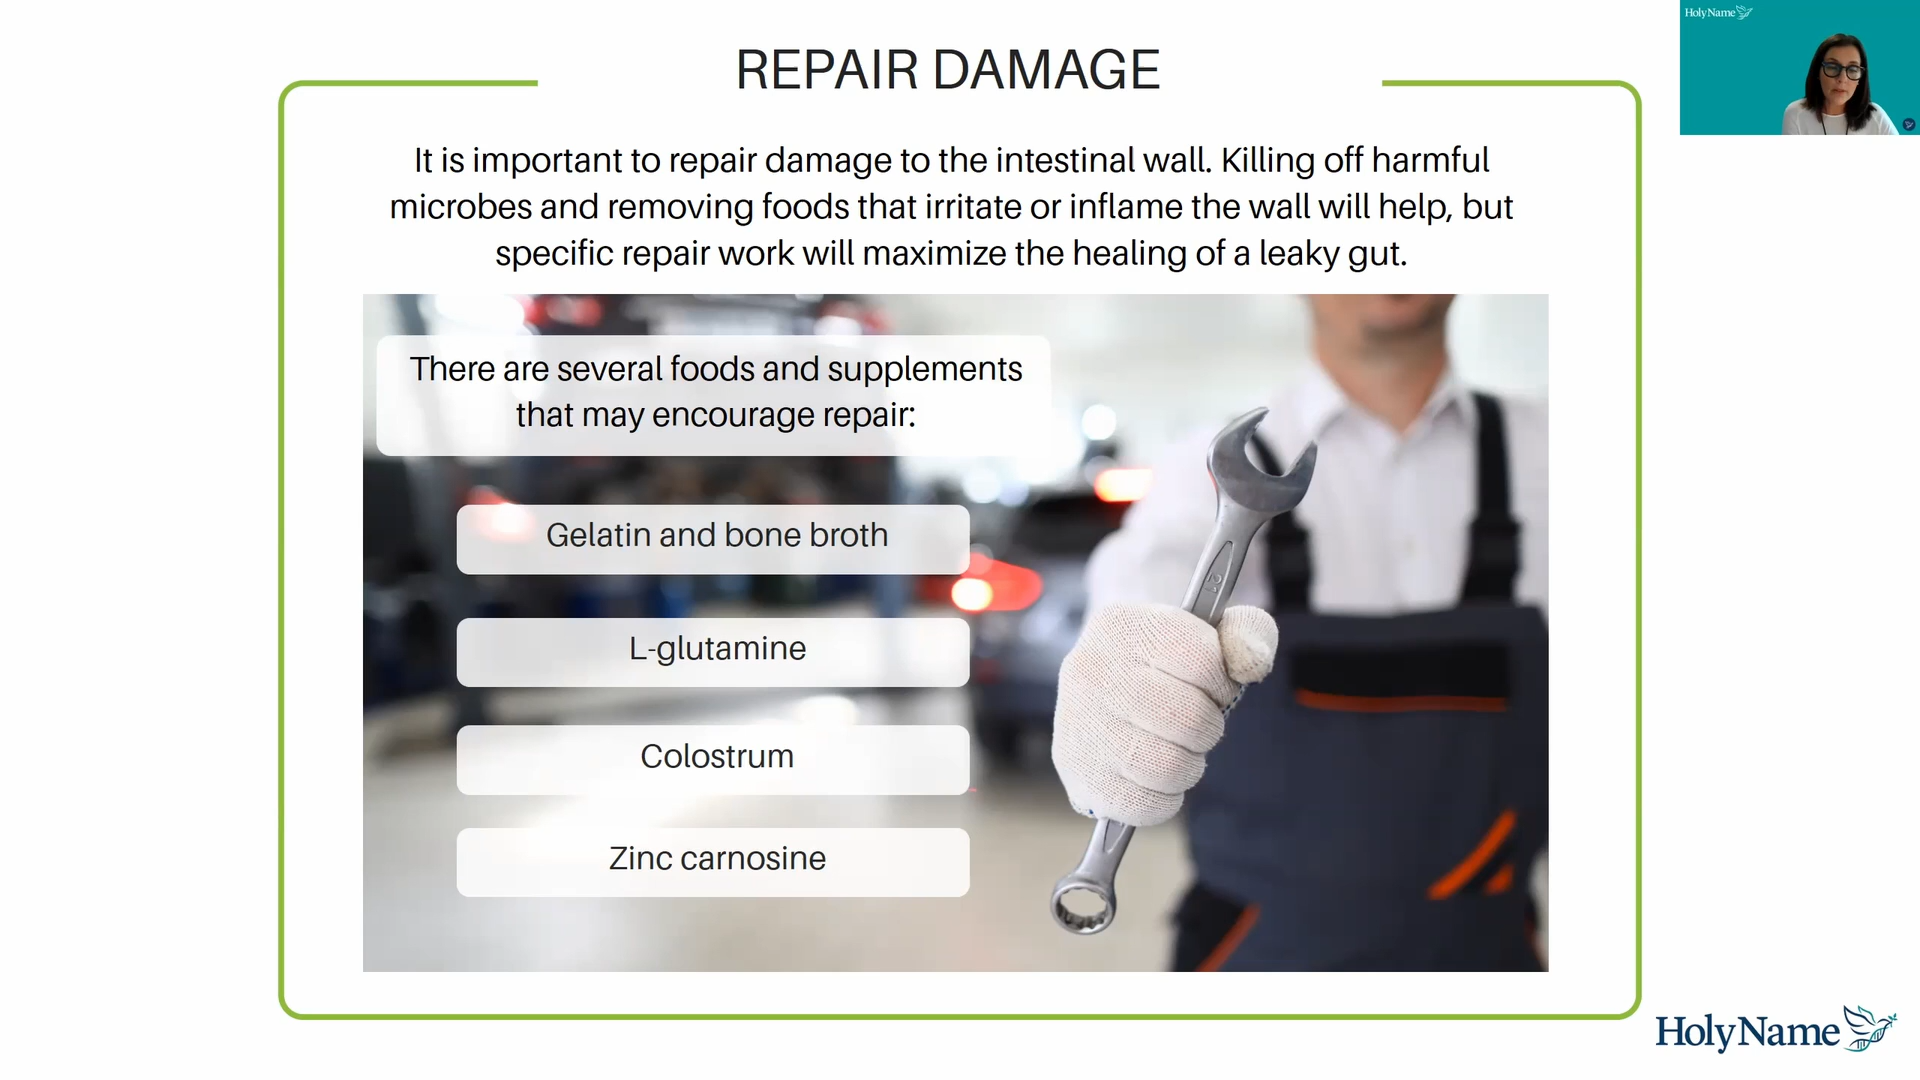 HolyName
REPAIR DAMAGE
It is important to repair damage to the intestinal wall. Killing off harmful
microbes and removing foods that irritate or inflame the wall will help, but
specific repair work will maximize the healing of a leaky gut.
There are several foods and supplements
that may encourage repair:
Gelatin and bone broth
L-glutamine
Colostrum
Zinc carnosine
HolyName